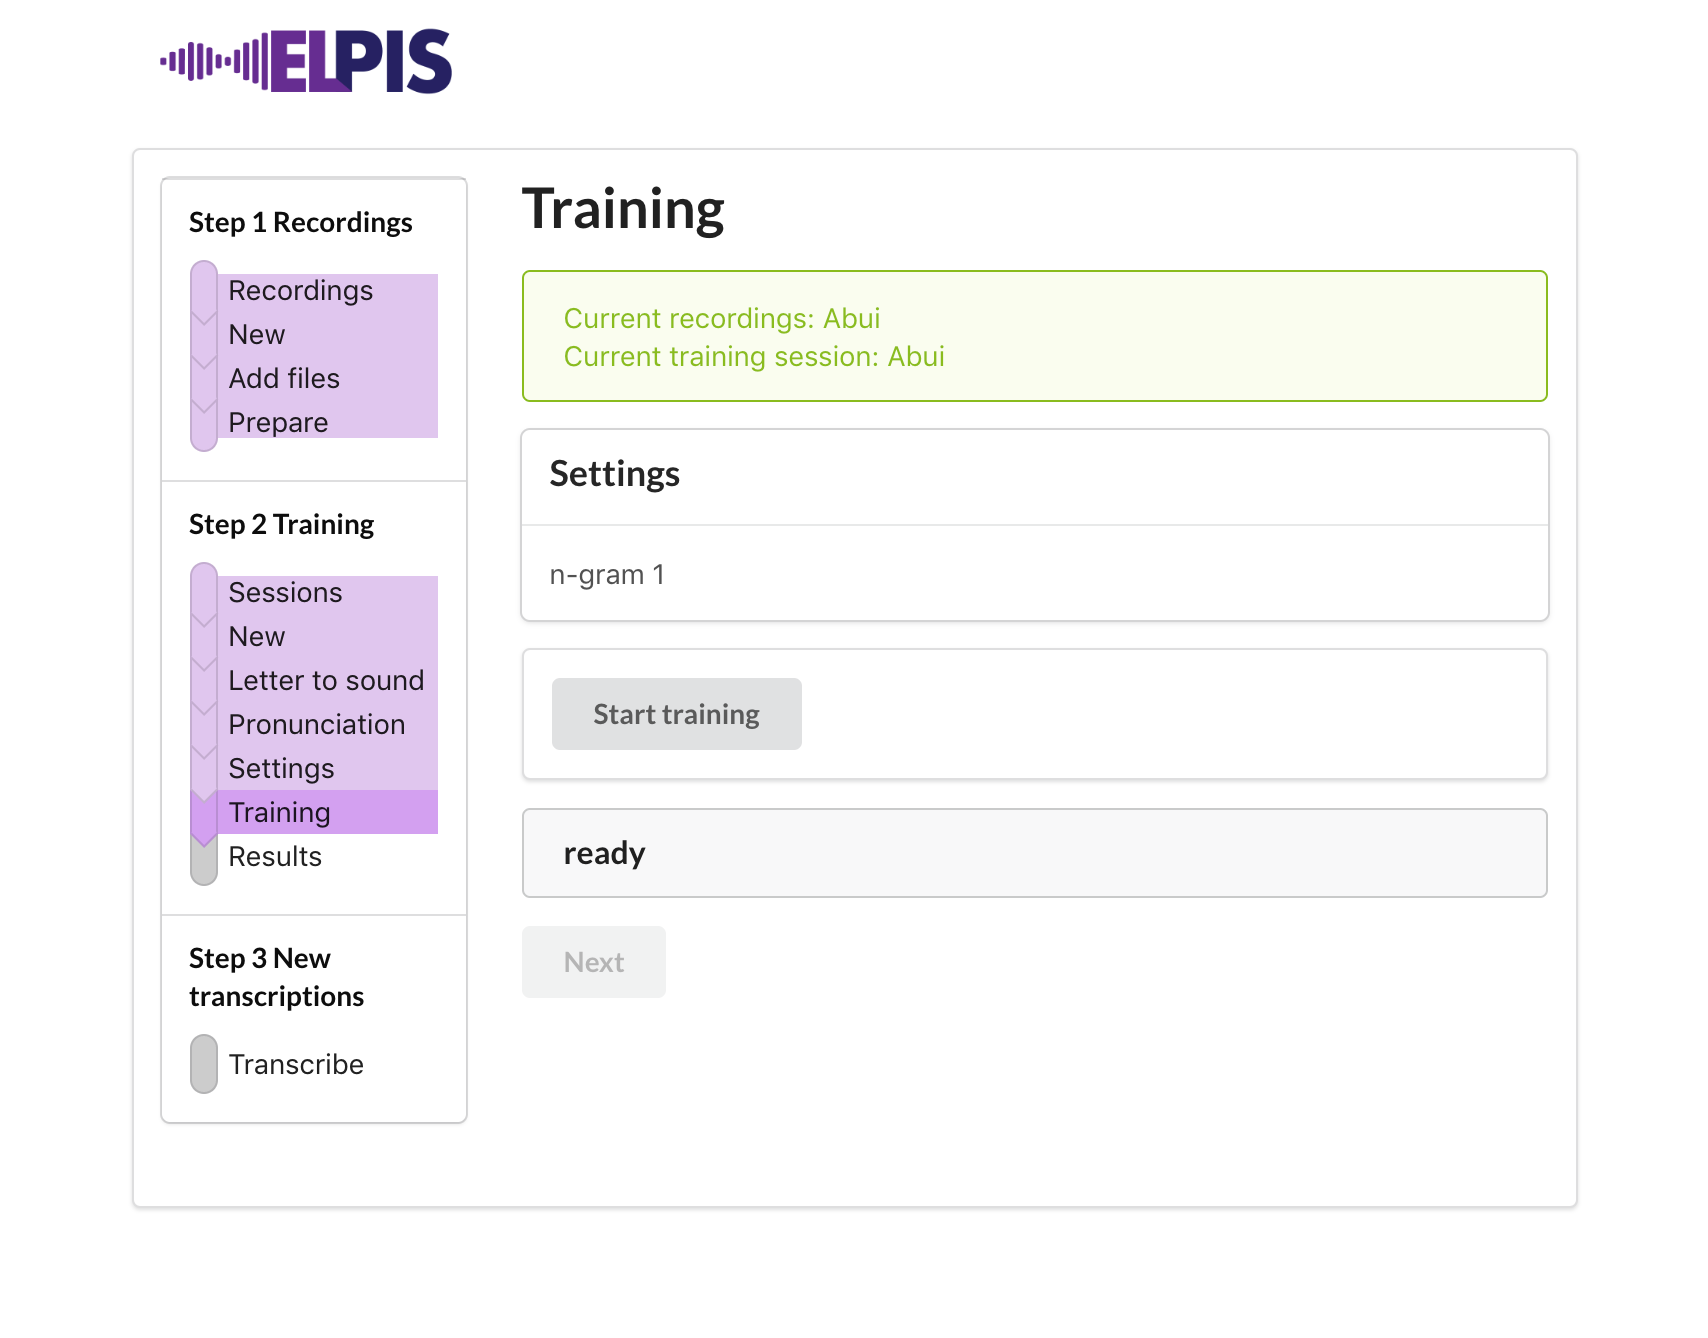 ELPIS
Step 1 Recordings
Recordings
New
Add files
Prepare
Step 2 Training
Sessions
New
Letter to sound
Pronunciation
Settings
Training
Results
Step 3 New
transcriptions
Transcribe
Training
Current recordings: Abui
Current training session: Abui
Settings
n-gram 1
Start training
ready
Next